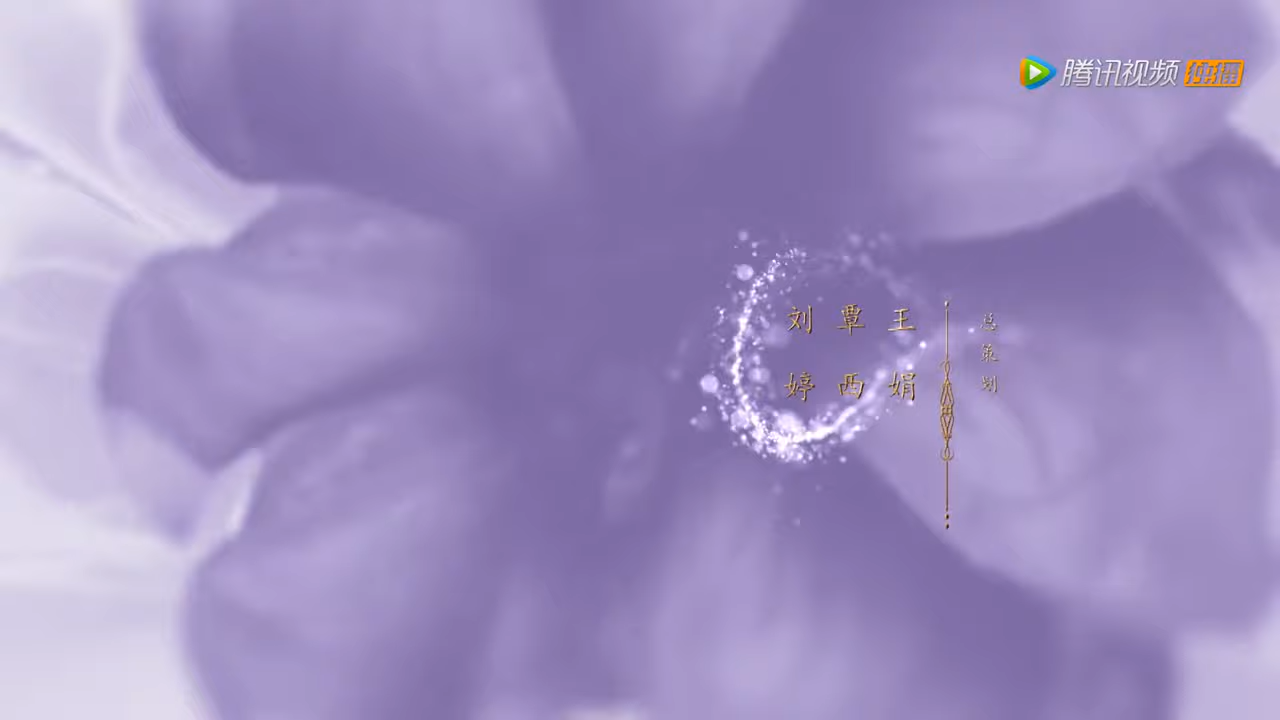 腾讯视频 独播
总策划
王娟
覃西
刘婷